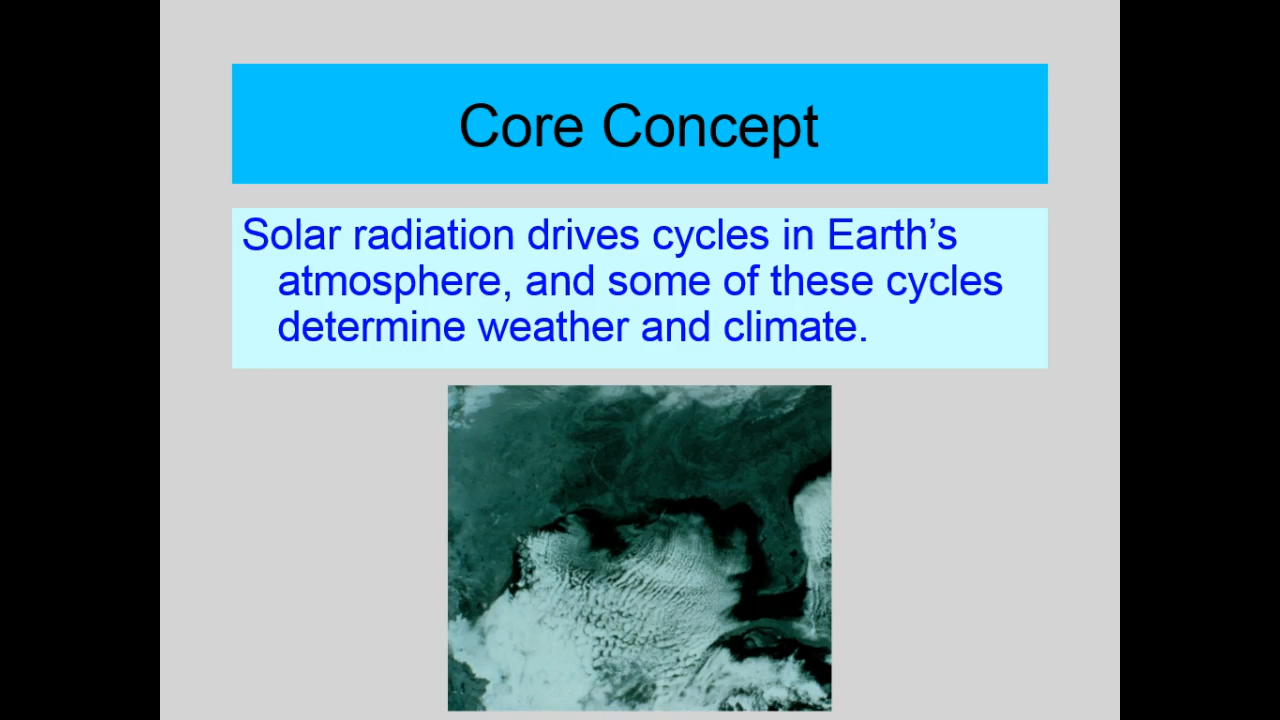 Core Concept
Solar radiation drives cycles in Earth’s
atmosphere, and some of these cycles
determine weather and climate.